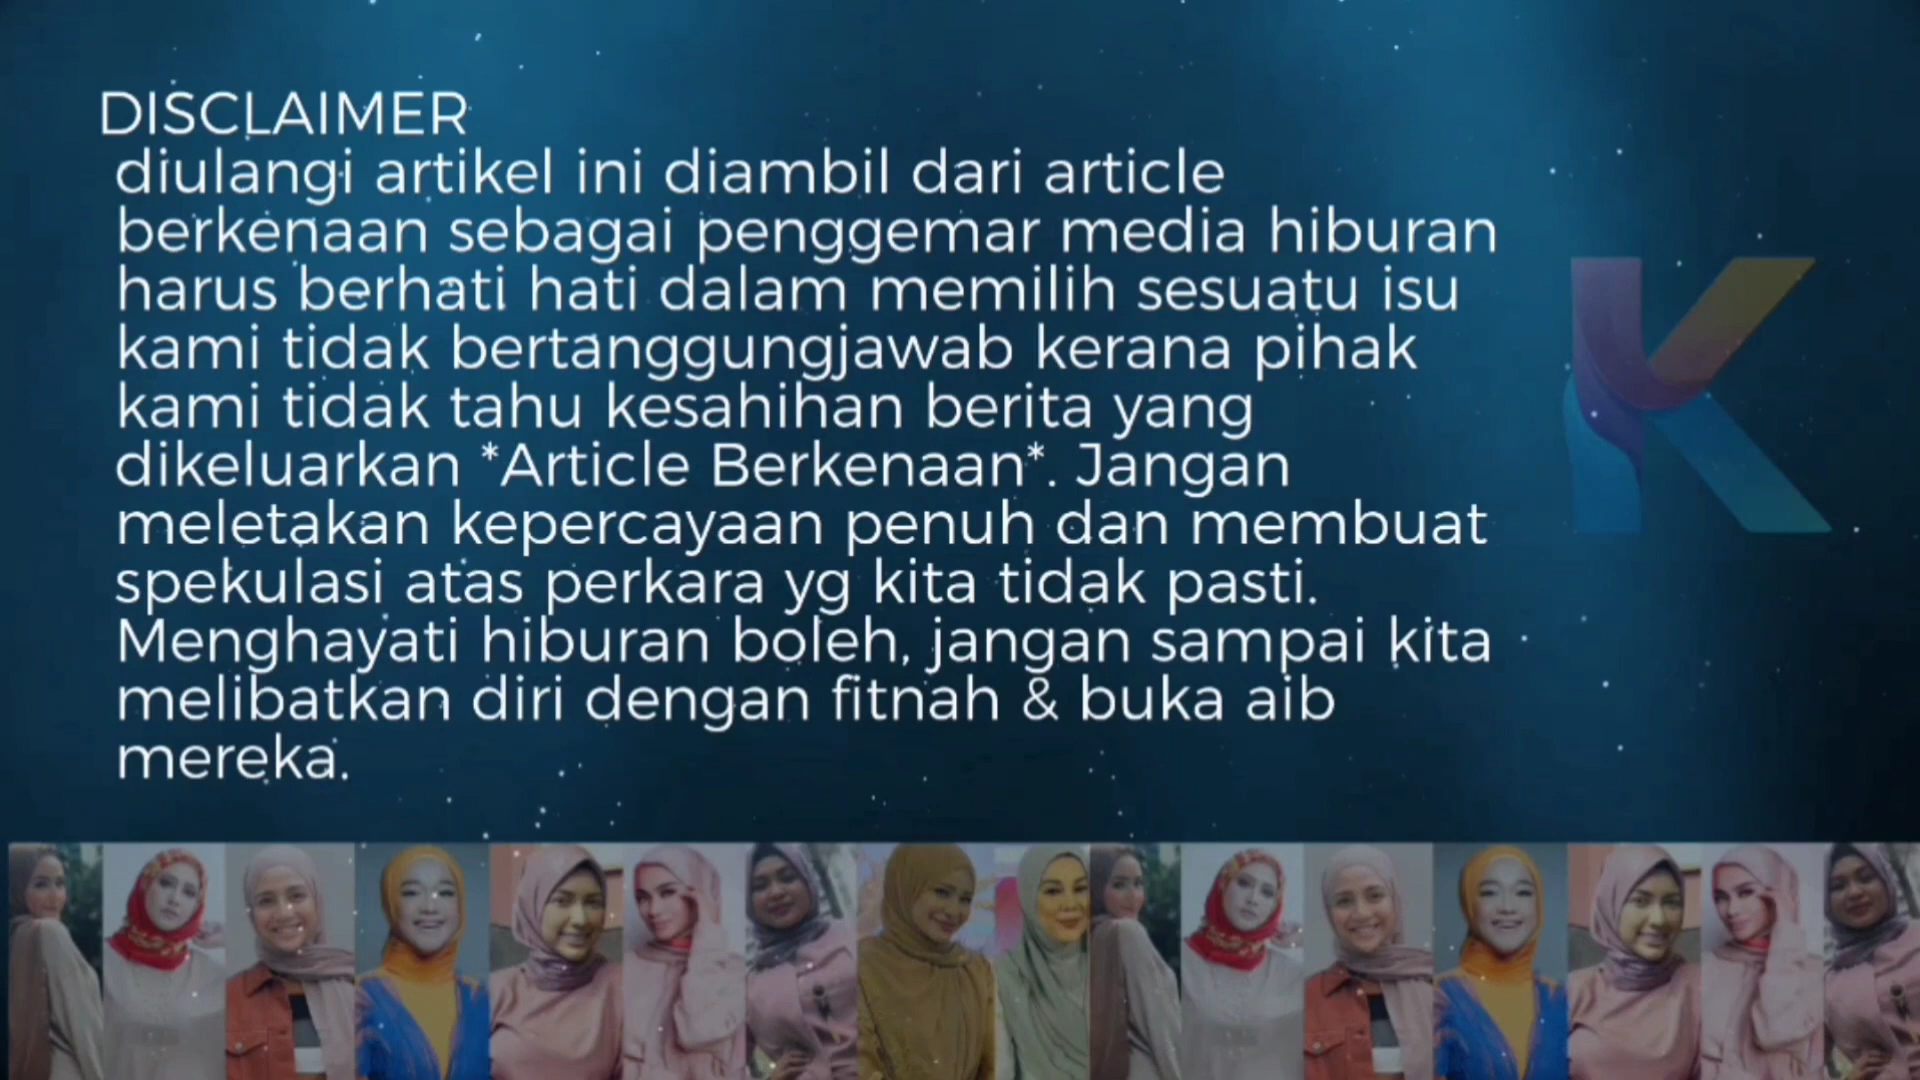 DISCLAIMER
diulangi artikel ini diambil dari article
berkenaan sebagai penggemar media hiburan
harus berhati hati dalam memilih sesuatu isu
kami tidak bertanggungjawab kerana pihak
kami tidak tahu kesahihan berita yang
dikeluarkan *Article Berkenaan*. Jangan
meletakan kepercayaan penuh dan membuat
spekulasi atas perkara yg kita tidak pasti.
Menghayati hiburan boleh, jangan sampai kita
melibatkan diri dengan fitnah & buka aib
mereka.
K